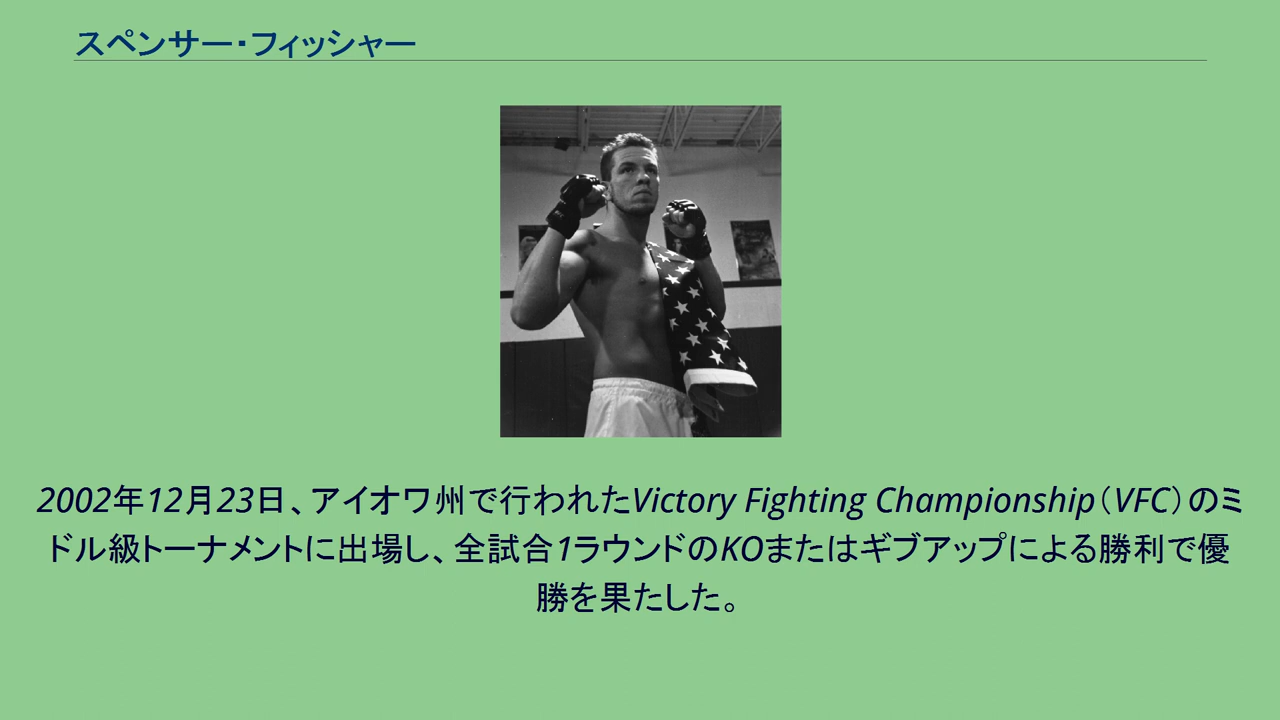 スペンサー・フィッシャー
2002年12月23日、アイオワ州で行われたVictory Fighting Championship（VFC）のミ
ドル級トーナメントに出場し、全試合1ラウンドのKOまたはギブアップによる勝利で優
勝を果たした。